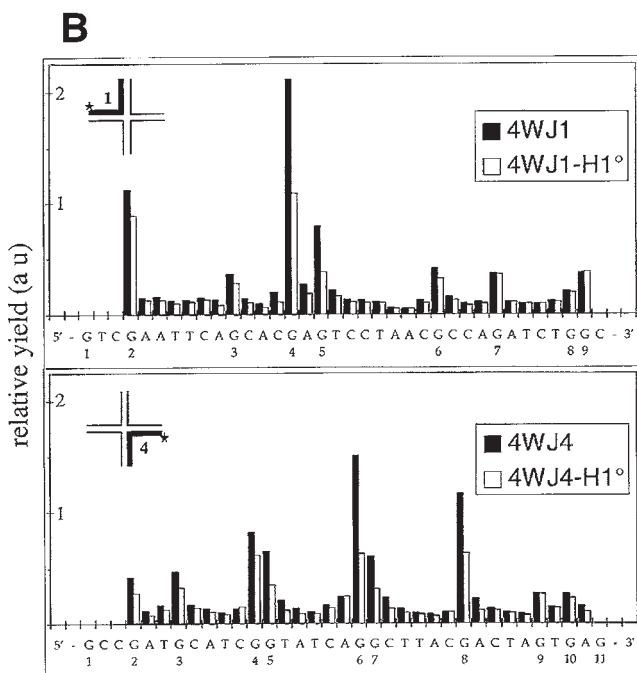 B
relative yield (a u)
2
1
* 1
4WJ1
4WJ1-H1°
5' - G T C G A A T T C A G C A C G A G T C C T A A C G C C A G A T C T G G C - 3'
1 2 3 4 5 6 7 8 9
2
1
4 *
4WJ4
4WJ4-H1°
5' - G C C G A T G C A T C G G T A T C A G G C T T A C G A C T A G T G A G - 3'
1 2 3 4 5 6 7 8 9 10 11